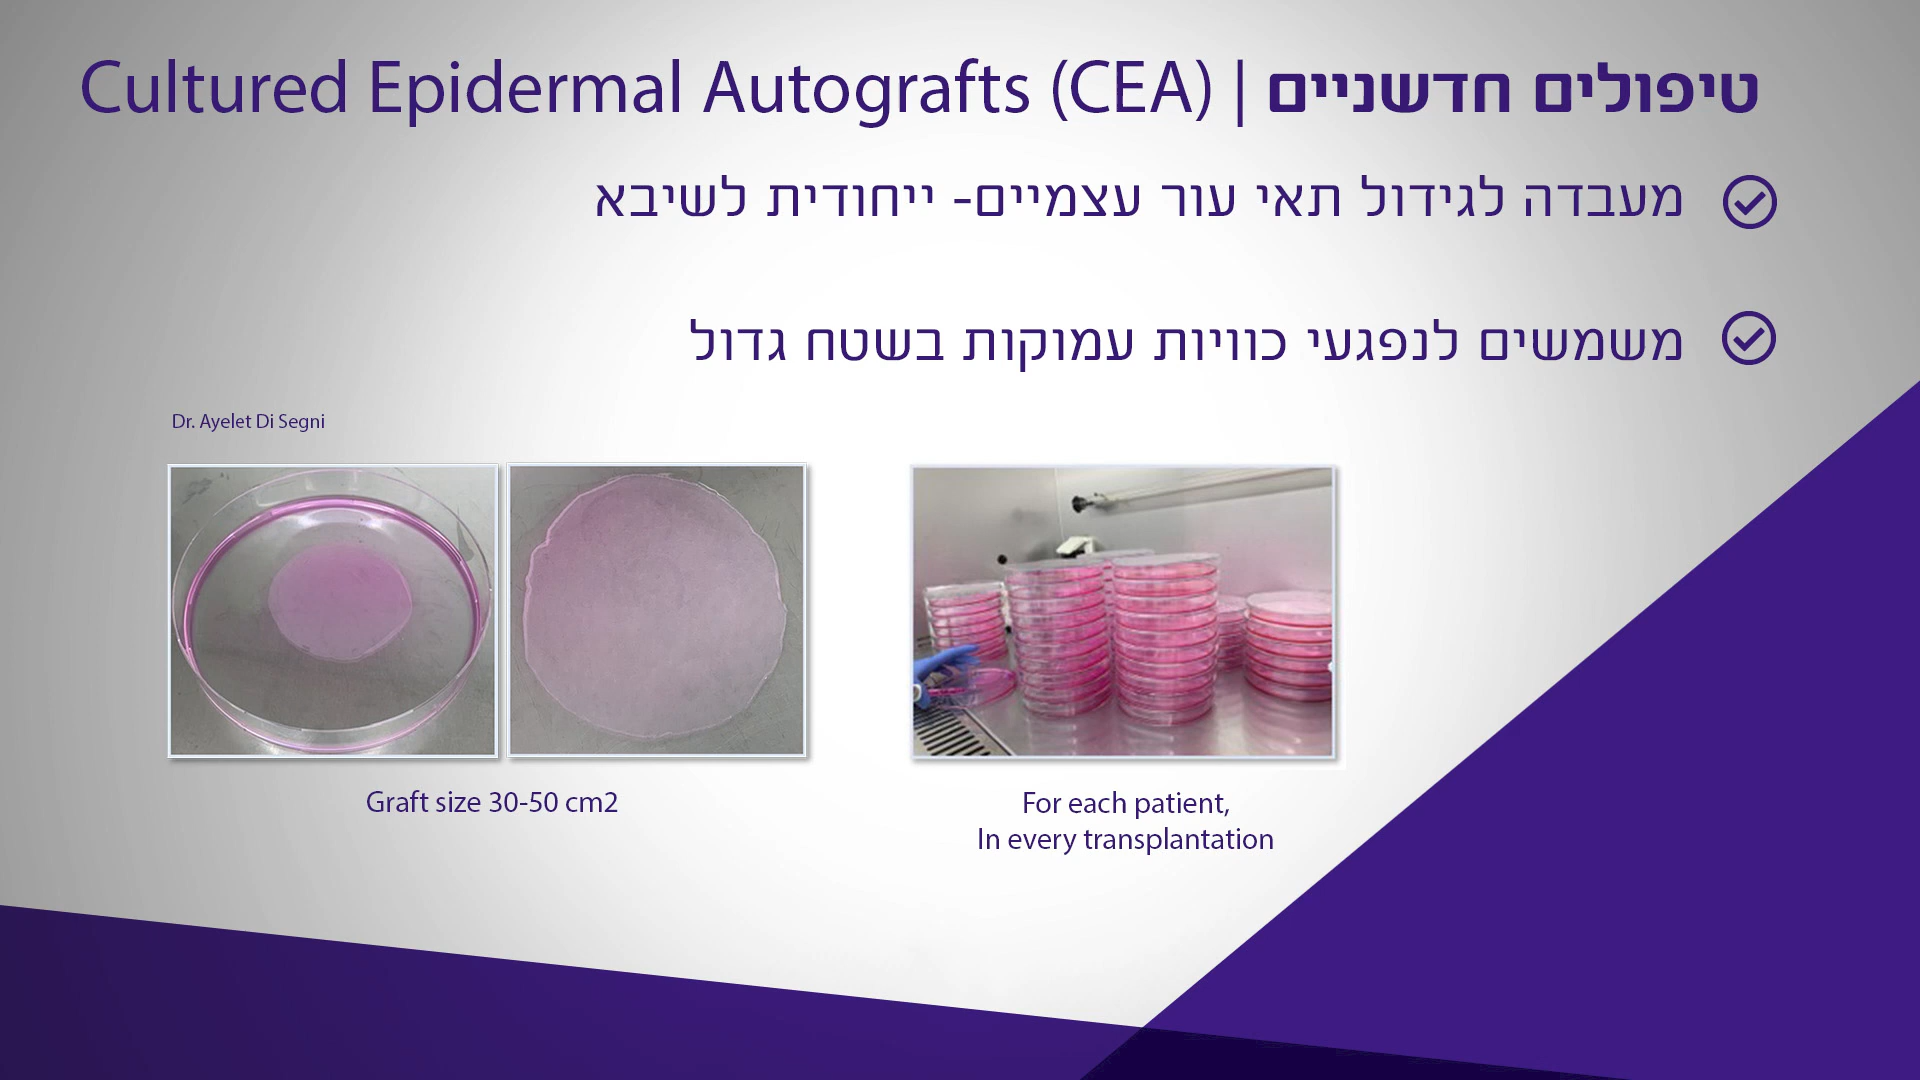 טיפולים חדשניים | Cultured Epidermal Autografts (CEA)
מעבדה לגידול תאי עור עצמיים- ייחודית לשיבא
משמשים לנפגעי כוויות עמוקות בשטח גדול
Dr. Ayelet Di Segni
Graft size 30-50 cm2
For each patient,
In every transplantation